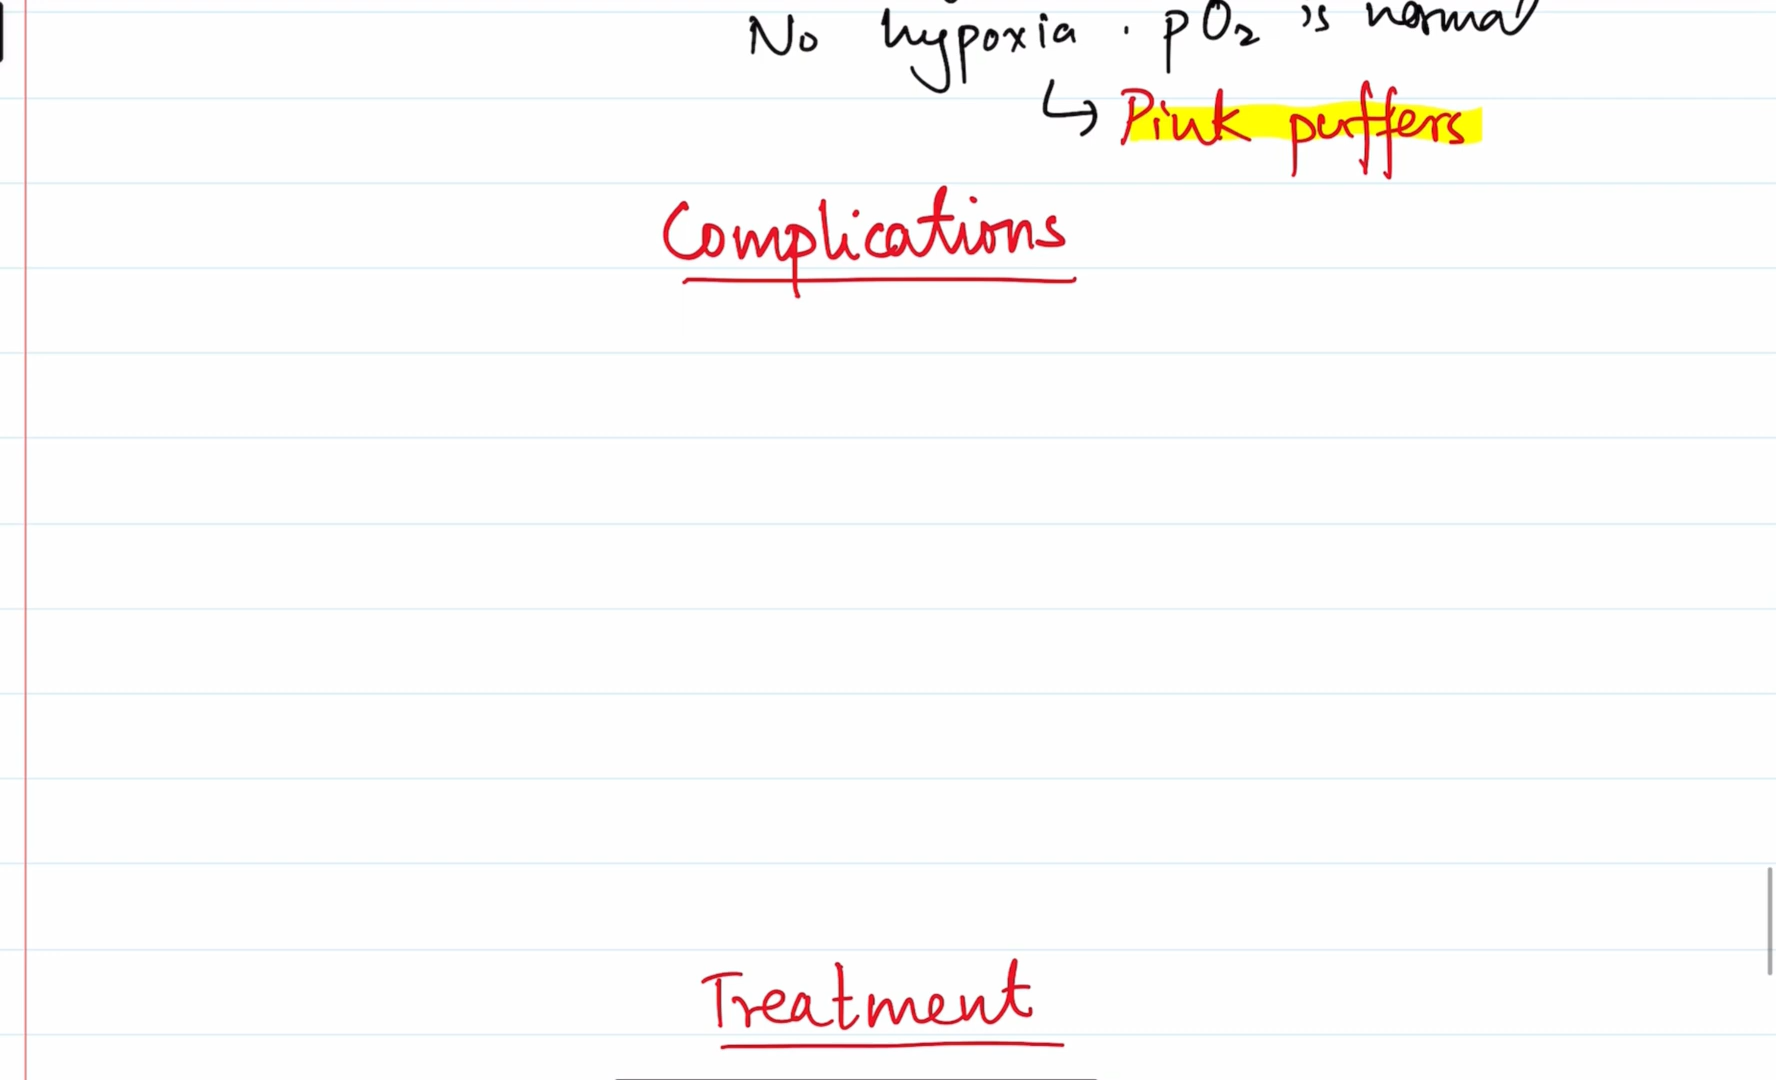 No hypoxia . pO₂ is normal
↳ Pink puffers
Complications
Treatment